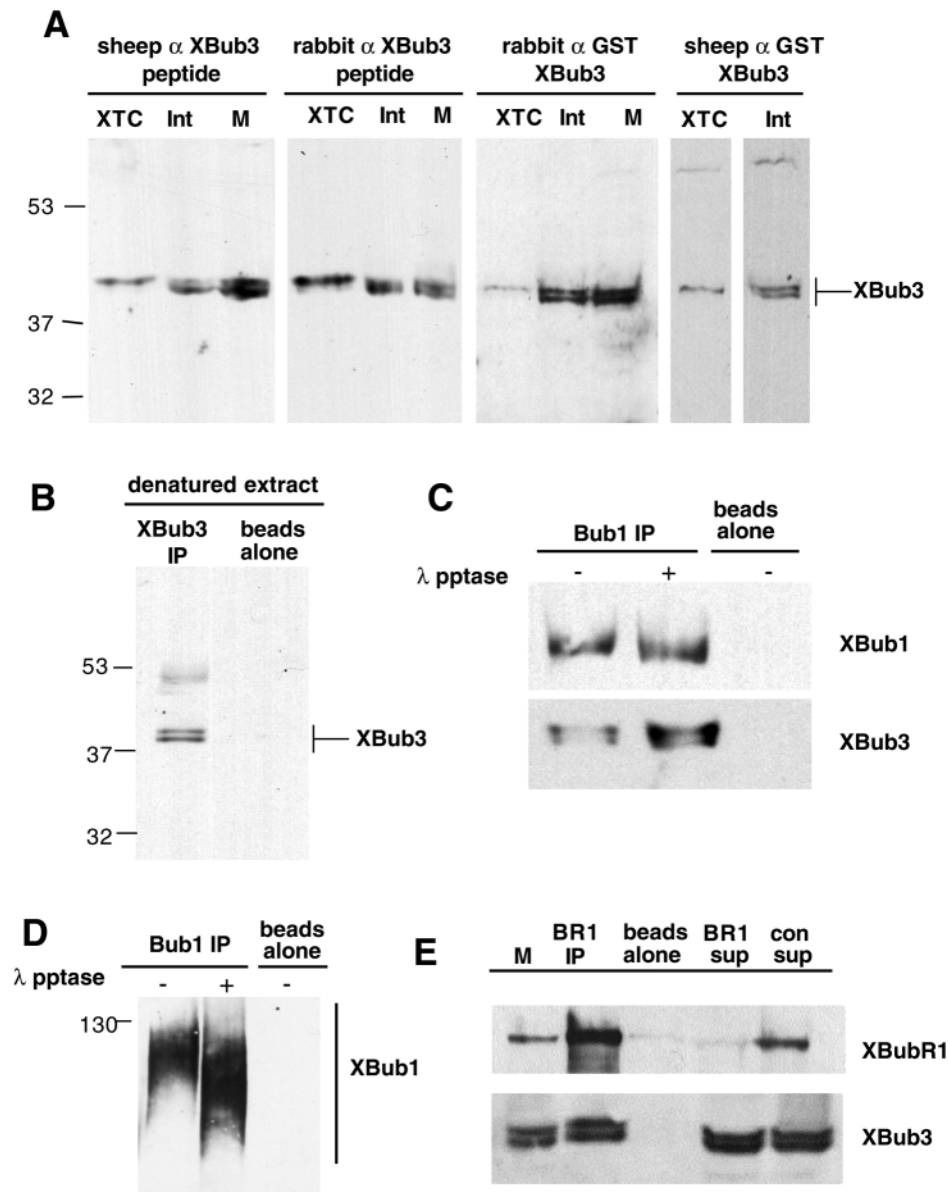 A
sheep α XBub3 peptide
rabbit α XBub3 peptide
rabbit α GST XBub3
sheep α GST XBub3
XTC Int M
XTC Int M
XTC Int M
XTC Int
53
37
32
XBub3
B
denatured extract
XBub3 IP
beads alone
53
37
32
XBub3
C
Bub1 IP
beads alone
λ pptase - + -
XBub1
XBub3
D
Bub1 IP
beads alone
λ pptase - + -
130
XBub1
E
M
BR1 IP
beads alone
BR1 sup
con sup
XBubR1
XBub3